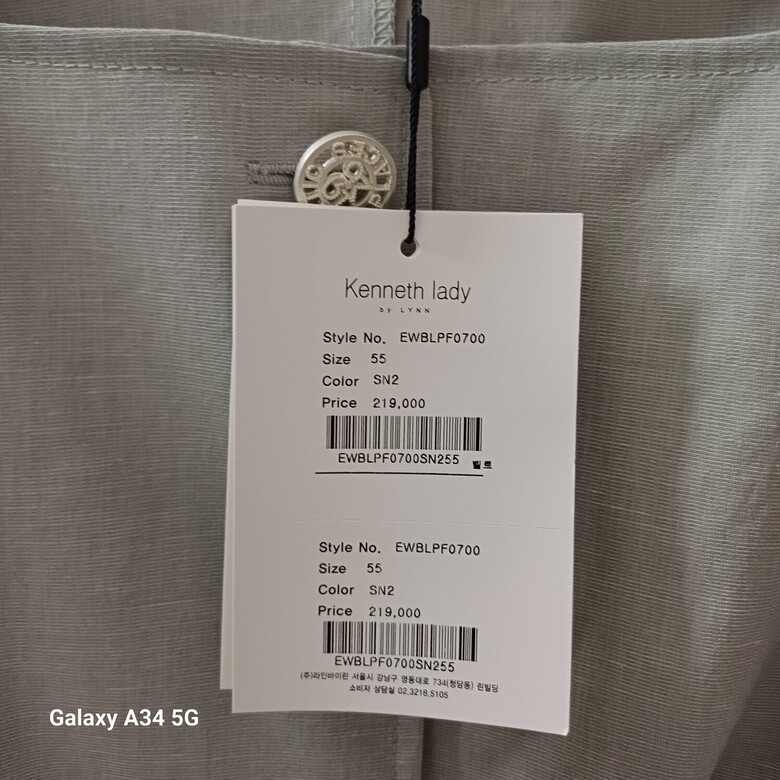 Kenneth lady
by LYNN
Style No. EWBLPF0700
Size 55
Color SN2
Price 219,000
EWBLPF0700SN255 벨트
Style No. EWBLPF0700
Size 55
Color SN2
Price 219,000
EWBLPF0700SN255
(주)라인바이린 서울시 강남구 영동대로 734(청담동) 린빌딩
소비자 상담실 02.3218.5105
Galaxy A34 5G